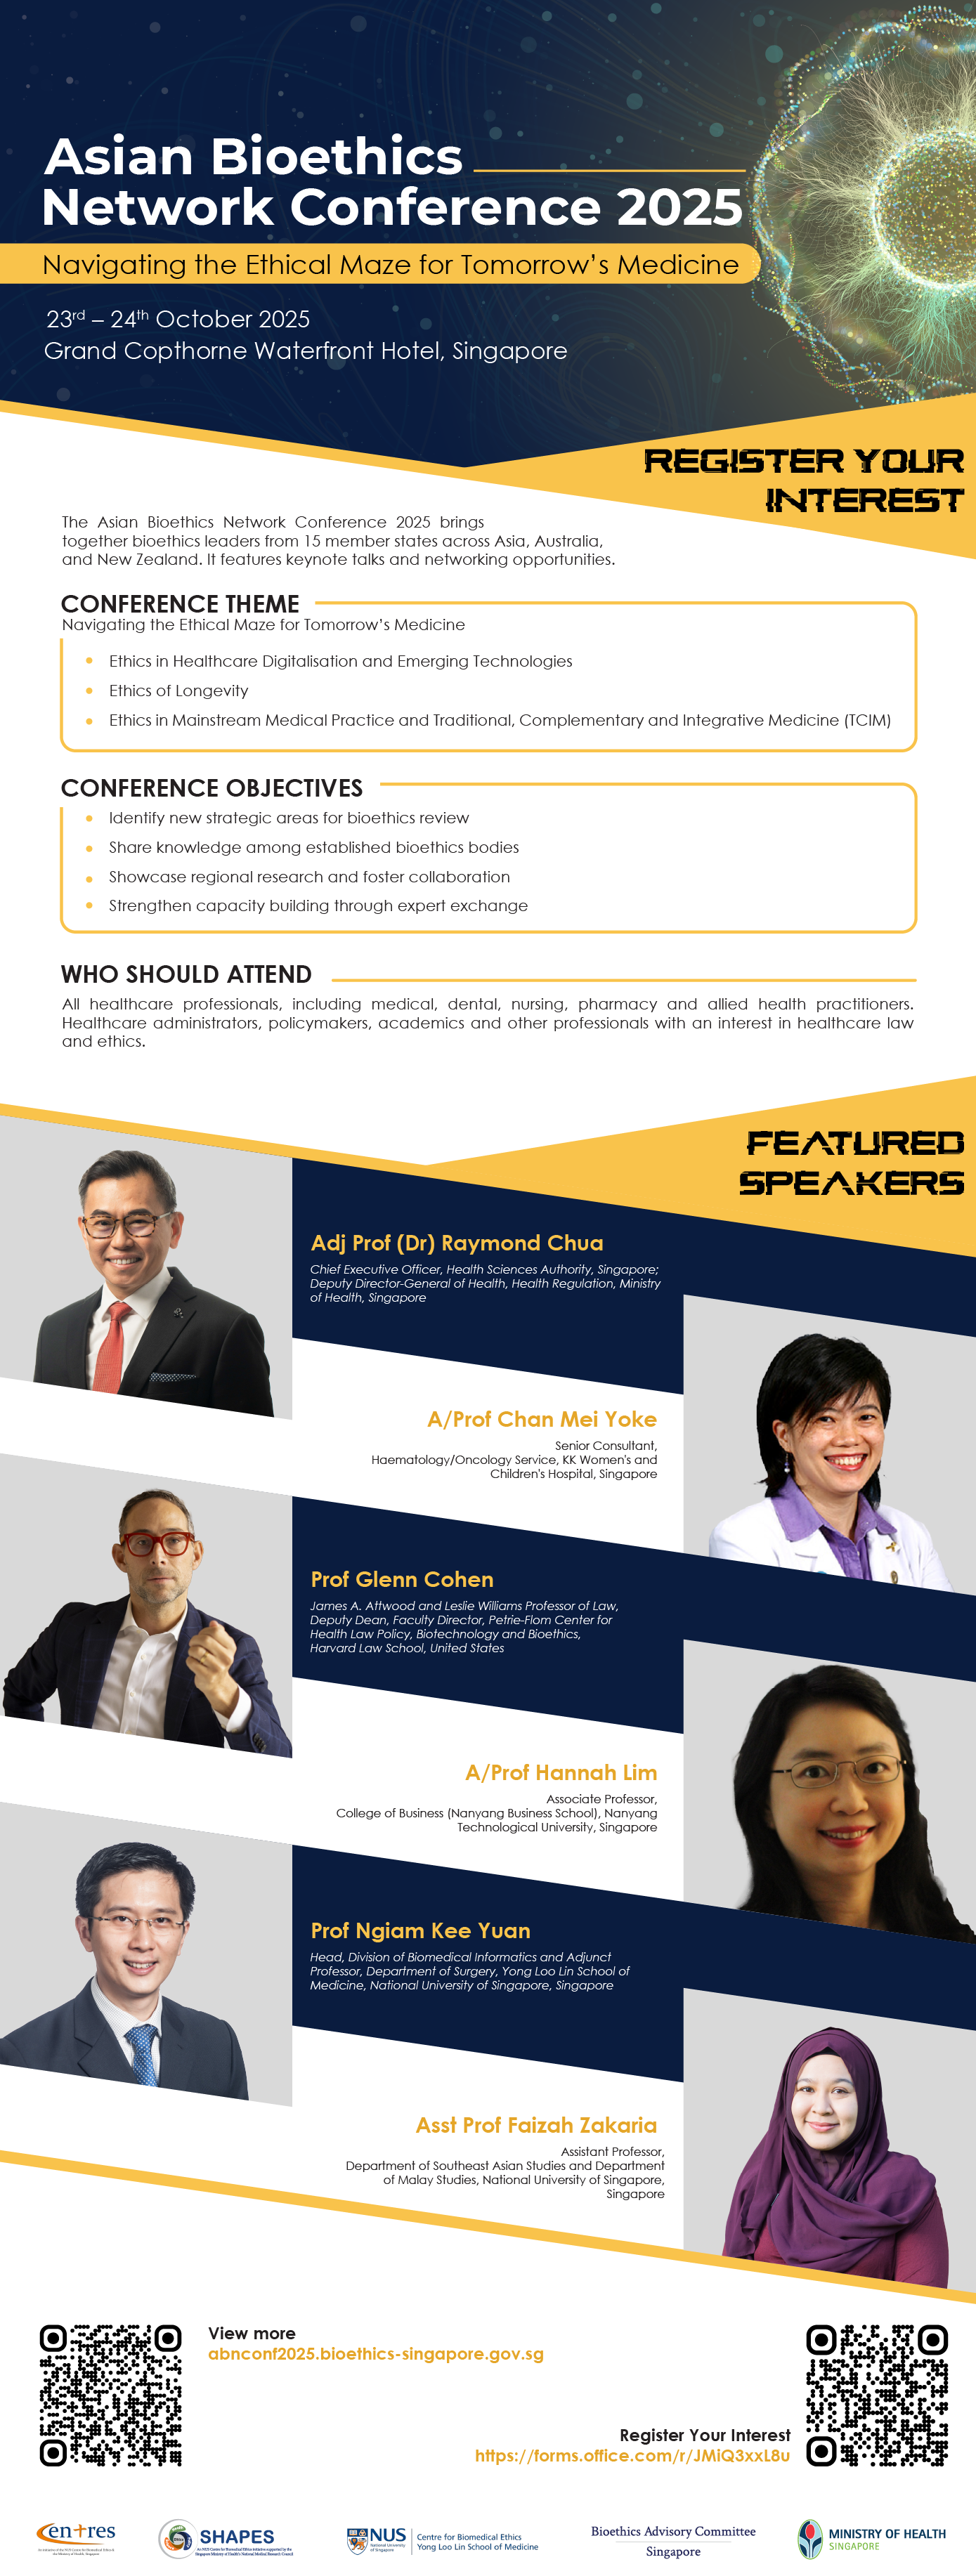 Asian Bioethics
Network Conference 2025
Navigating the Ethical Maze for Tomorrow's Medicine
23rd – 24th October 2025
Grand Copthorne Waterfront Hotel, Singapore
REGISTER YOUR
INTEREST
The Asian Bioethics Network Conference 2025 brings
together bioethics leaders from 15 member states across Asia, Australia,
and New Zealand. It features keynote talks and networking opportunities.
CONFERENCE THEME
Navigating the Ethical Maze for Tomorrow's Medicine
• Ethics in Healthcare Digitalisation and Emerging Technologies
• Ethics of Longevity
• Ethics in Mainstream Medical Practice and Traditional, Complementary and Integrative Medicine (TCIM)
CONFERENCE OBJECTIVES
• Identify new strategic areas for bioethics review
• Share knowledge among established bioethics bodies
• Showcase regional research and foster collaboration
• Strengthen capacity building through expert exchange
WHO SHOULD ATTEND
All healthcare professionals, including medical, dental, nursing, pharmacy and allied health practitioners.
Healthcare administrators, policymakers, academics and other professionals with an interest in healthcare law
and ethics.
FEATURED
SPEAKERS
Adj Prof (Dr) Raymond Chua
Chief Executive Officer, Health Sciences Authority, Singapore;
Deputy Director-General of Health, Health Regulation, Ministry
of Health, Singapore
A/Prof Chan Mei Yoke
Senior Consultant,
Haematology/Oncology Service, KK Women's and
Children's Hospital, Singapore
Prof Glenn Cohen
James A. Attwood and Leslie Williams Professor of Law,
Deputy Dean, Faculty Director, Petrie-Flom Center for
Health Law Policy, Biotechnology and Bioethics,
Harvard Law School, United States
A/Prof Hannah Lim
Associate Professor,
College of Business (Nanyang Business School), Nanyang
Technological University, Singapore
Prof Ngiam Kee Yuan
Head, Division of Biomedical Informatics and Adjunct
Professor, Department of Surgery, Yong Loo Lin School of
Medicine, National University of Singapore, Singapore
Asst Prof Faizah Zakaria
Assistant Professor,
Department of Southeast Asian Studies and Department
of Malay Studies, National University of Singapore,
Singapore
View more
abnconf2025.bioethics-singapore.gov.sg
Register Your Interest
https://forms.office.com/r/JMiQ3xxL8u
Centres
SHAPES
NUS
National University
of Singapore
Centre for Biomedical Ethics
Yong Loo Lin School of Medicine
Bioethics Advisory Committee
Singapore
MINISTRY OF HEALTH
SINGAPORE